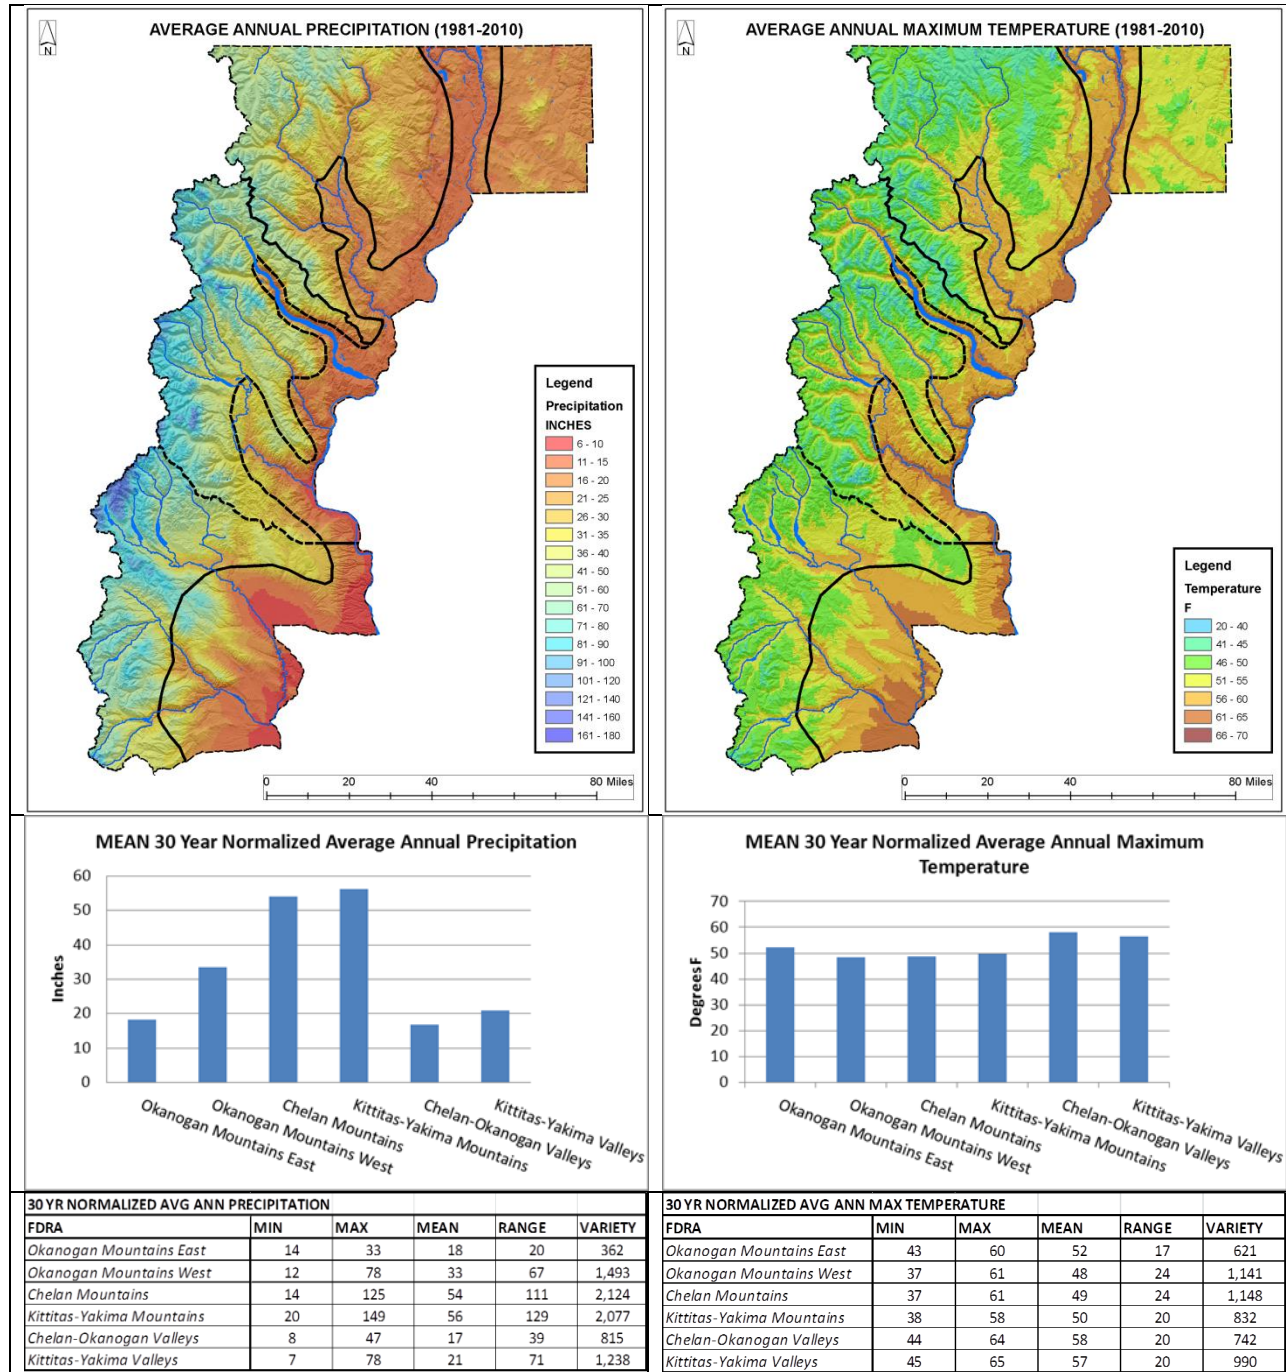 AVERAGE ANNUAL PRECIPITATION (1981-2010)
N
Legend
Precipitation
INCHES
6 - 10
11 - 15
16 - 20
21 - 25
26 - 30
31 - 35
36 - 40
41 - 50
51 - 60
61 - 70
71 - 80
81 - 90
91 - 100
101 - 120
121 - 140
141 - 160
161 - 180
0 20 40 80 Miles
AVERAGE ANNUAL MAXIMUM TEMPERATURE (1981-2010)
N
Legend
Temperature
F
20 - 40
41 - 45
46 - 50
51 - 55
56 - 60
61 - 65
66 - 70
0 20 40 80 Miles
MEAN 30 Year Normalized Average Annual Precipitation
60
50
40
30
20
10
0
Inches
Okanogan Mountains East
Okanogan Mountains West
Chelan Mountains
Kittitas-Yakima Mountains
Chelan-Okanogan Valleys
Kittitas-Yakima Valleys
MEAN 30 Year Normalized Average Annual Maximum
Temperature
70
60
50
40
30
20
10
0
Degrees F
Okanogan Mountains East
Okanogan Mountains West
Chelan Mountains
Kittitas-Yakima Mountains
Chelan-Okanogan Valleys
Kittitas-Yakima Valleys
30 YR NORMALIZED AVG ANN PRECIPITATION
FDRA MIN MAX MEAN RANGE VARIETY
Okanogan Mountains East 14 33 18 20 362
Okanogan Mountains West 12 78 33 67 1,493
Chelan Mountains 14 125 54 111 2,124
Kittitas-Yakima Mountains 20 149 56 129 2,077
Chelan-Okanogan Valleys 8 47 17 39 815
Kittitas-Yakima Valleys 7 78 21 71 1,238
30 YR NORMALIZED AVG ANN MAX TEMPERATURE
FDRA MIN MAX MEAN RANGE VARIETY
Okanogan Mountains East 43 60 52 17 621
Okanogan Mountains West 37 61 48 24 1,141
Chelan Mountains 37 61 49 24 1,148
Kittitas-Yakima Mountains 38 58 50 20 832
Chelan-Okanogan Valleys 44 64 58 20 742
Kittitas-Yakima Valleys 45 65 57 20 990